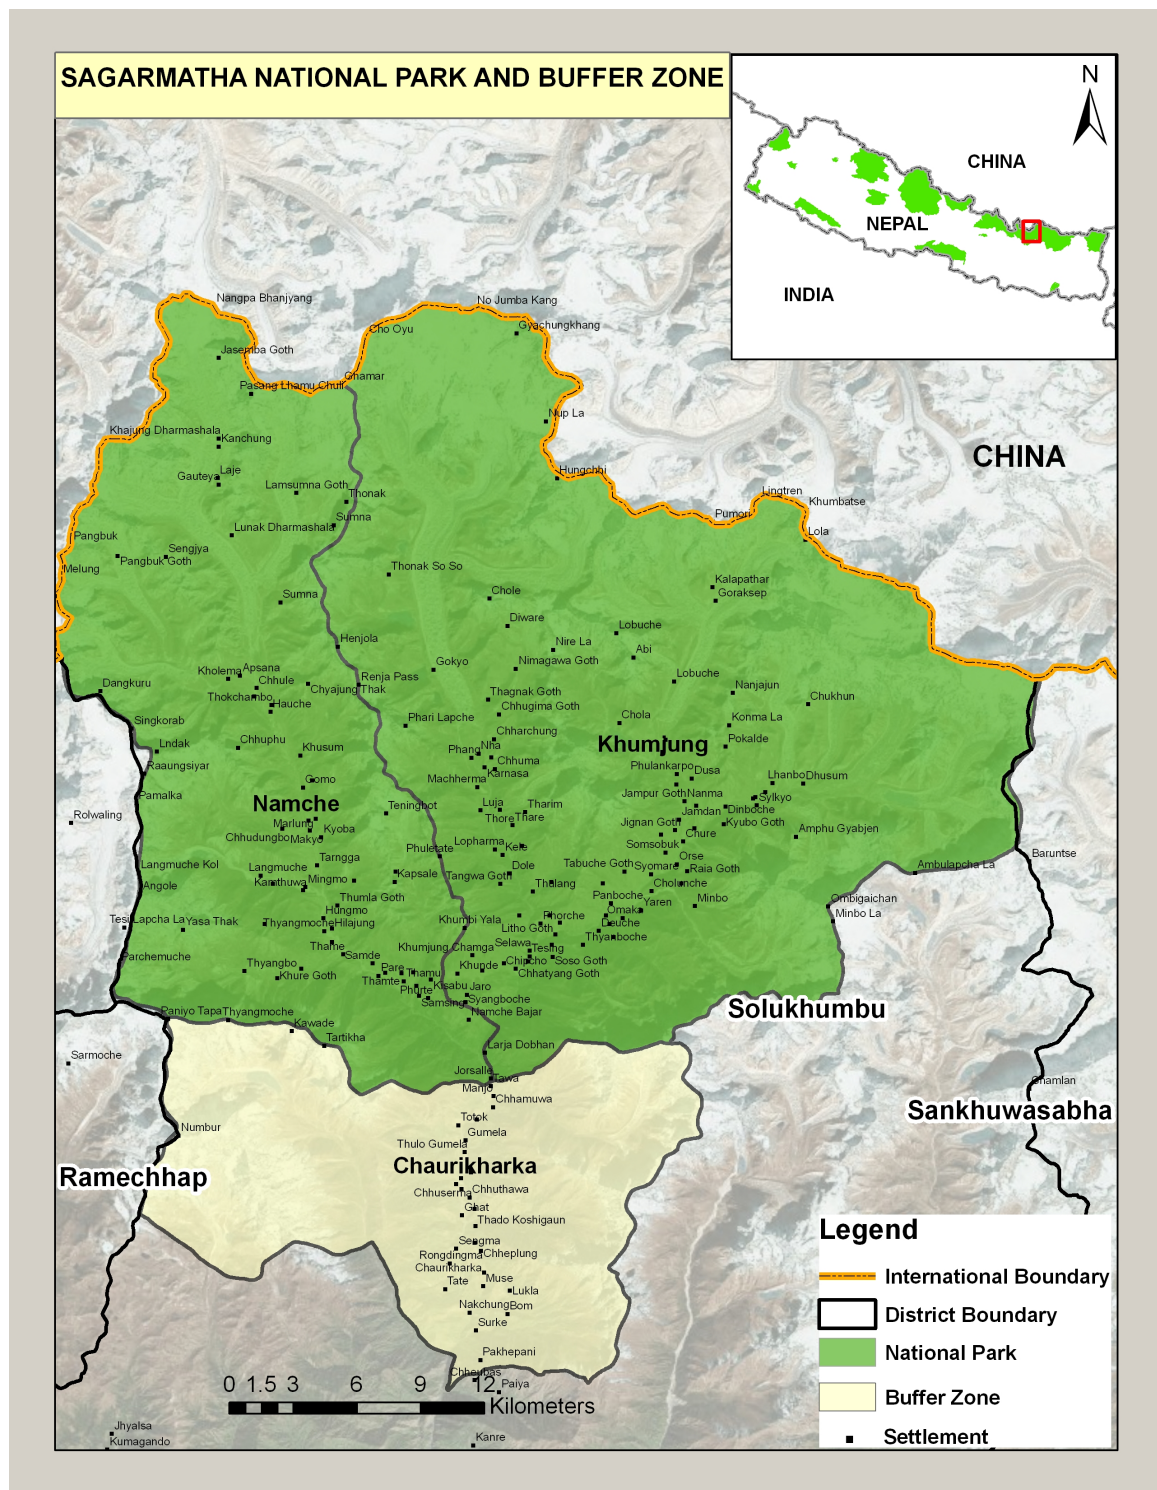 SAGARMATHA NATIONAL PARK AND BUFFER ZONE
N
CHINA
NEPAL
INDIA
Nangpa Bhanjyang
No Jumba Kang
Cho Oyu
Gyachungkhang
Jasemba Goth
Ghamar
Pasang Lhamu Chuli
Nup La
Khajung Dharmashala
Kanchung
CHINA
Gauteya
Laje
Hungchhi
Lamsumna Goth
Thonak
Lingtren
Khumbatse
Pumori
Sumna
Lunak Dharmashala
Lola
Pangbuk
Sengjya
Pangbuk Goth
Melung
Thonak So So
Kalapathar
Goraksep
Sumna
Chole
Diware
Lobuche
Henjola
Nire La
Abi
Nimagawa Goth
Gokyo
Kholema
Apsana
Chhule
Renja Pass
Lobuche
Dangkuru
Thokchambo
Chyajung Thak
Hauche
Thagnak Goth
Nanjajun
Chukhun
Chhugima Goth
Singkorab
Phari Lapche
Chola
Konma La
Chharchung
Lndak
Chhuphu
Khusum
Phang
Nha
Khumjung
Pokalde
Raaungsiyar
Chhuma
Phulankarpo
Dusa
Gomo
Machherma
Karnasa
Lhanbo
Dhusum
Pamalka
Namche
Teningbot
Luja
Tharim
Jampur Goth
Nanma
Sylkyo
Rolwaling
Thore
Thare
Jamdan
Dinboche
Marlung
Kyoba
Jignan Goth
Kyubo Goth
Chhudungbo
Makyo
Chure
Amphu Gyabjen
Phuletate
Lopharma
Kele
Somsobuk
Baruntse
Langmuche Kol
Tarngga
Orse
Langmuche
Dole
Tabuche Goth
Syomare
Raia Goth
Ambulapcha La
Kapsale
Tangwa Goth
Angole
Kamthuwa
Mingmo
Thalang
Cholunche
Thumla Goth
Panboche
Yaren
Minbo
Ombigaichan
Hungmo
Omaka
Minbo La
Tesi Lapcha La
Yasa Thak
Thyangmoche
Hilajung
Khumbi Yala
Phorche
Litho Goth
Deuche
Thyanboche
Thame
Khumjung Chamga
Selawa
Tesing
Parchemuche
Thyangbo
Samde
Khunde
Chipcho
Soso Goth
Khure Goth
Pare
Thamu
Chhatyang Goth
Thamte
Kisabu
Jaro
Phurte
Samsing
Syangboche
Paniyo Tapa
Thyangmoche
Namche Bajar
Solukhumbu
Kawade
Tartikha
Larja Dobhan
Sarmoche
Jorsalle
Tawa
Manjo
Chamlan
Chhamuwa
Sankhuwasabha
Totok
Numbur
Gumela
Thulo Gumela
Chaurikharka
Ramechhap
Chhuserma
Chhuthawa
Ghat
Thado Koshigaun
Legend
Sengma
Rongdingma
Chheplung
Chaurikharka
International Boundary
Tate
Muse
Lukla
Nakchung
Bom
District Boundary
Surke
Pakhepani
National Park
Chheubas
0 1.5 3 6 9 12
Paiya
Kilometers
Buffer Zone
Jhyalsa
Kumagando
Kanre
Settlement